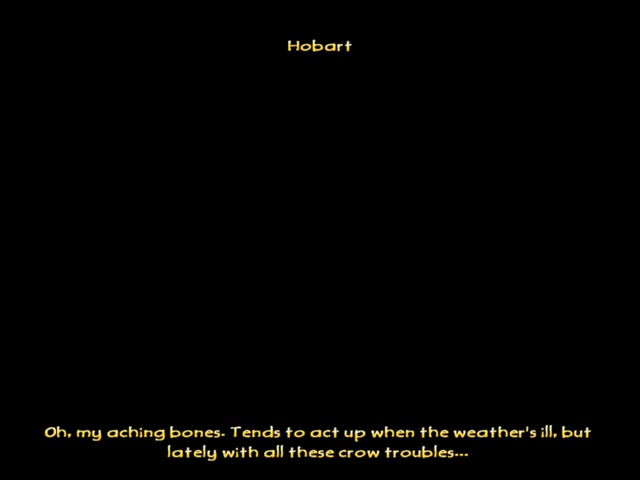 Hobart
Oh, my aching bones. Tends to act up when the weather's ill, but
lately with all these crow troubles...